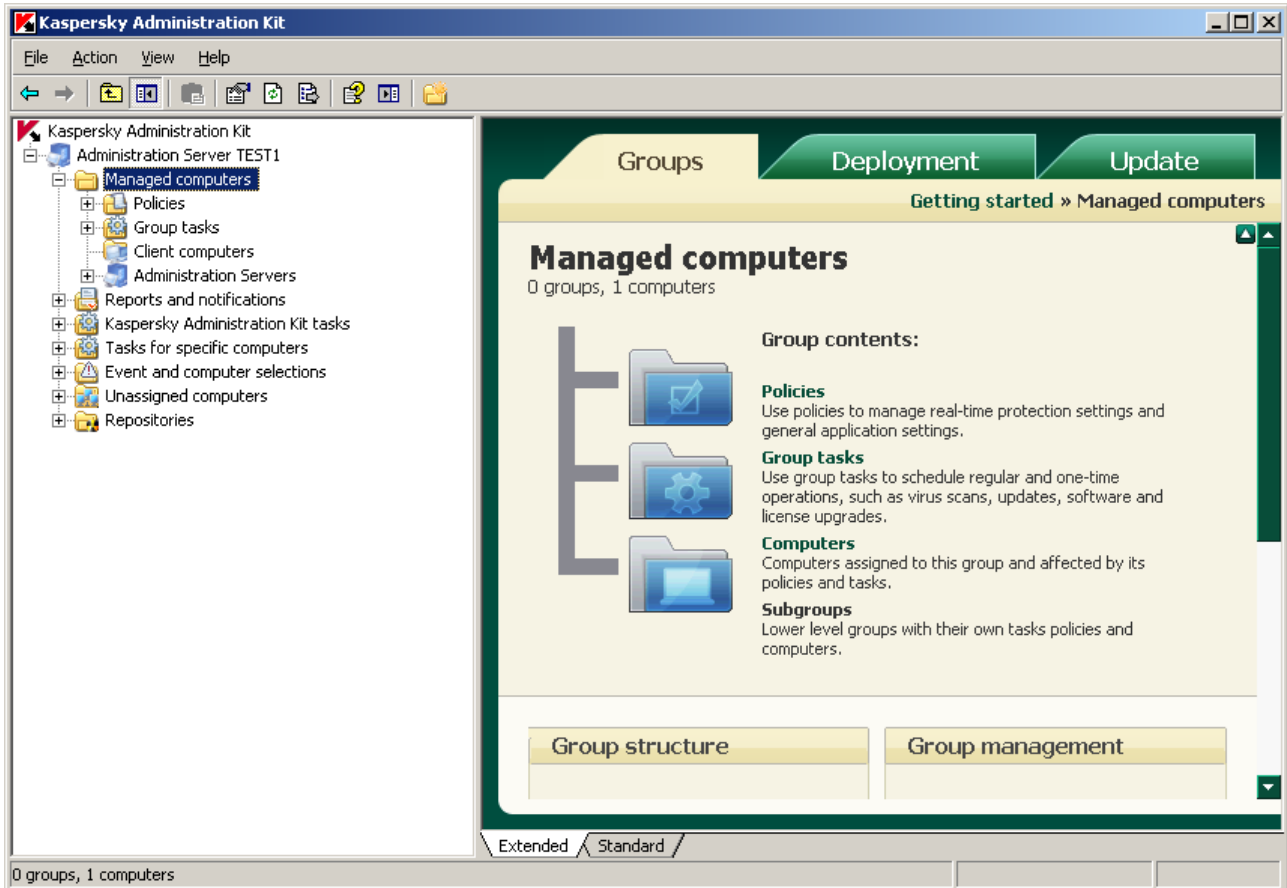 Kaspersky Administration Kit
File Action View Help
Kaspersky Administration Kit
Administration Server TEST1
Managed computers
Policies
Group tasks
Client computers
Administration Servers
Reports and notifications
Kaspersky Administration Kit tasks
Tasks for specific computers
Event and computer selections
Unassigned computers
Repositories
Groups Deployment Update
Getting started » Managed computers
Managed computers
0 groups, 1 computers
Group contents:
Policies
Use policies to manage real-time protection settings and
general application settings.
Group tasks
Use group tasks to schedule regular and one-time
operations, such as virus scans, updates, software and
license upgrades.
Computers
Computers assigned to this group and affected by its
policies and tasks.
Subgroups
Lower level groups with their own tasks policies and
computers.
Group structure Group management
Extended Standard
0 groups, 1 computers